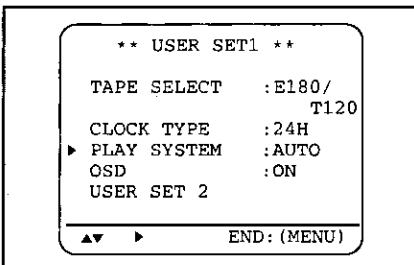 ** USER SET1 **
TAPE SELECT :E180/
T120
CLOCK TYPE :24H
▶ PLAY SYSTEM :AUTO
OSD :ON
USER SET 2
▲▼ ▶ END:(MENU)